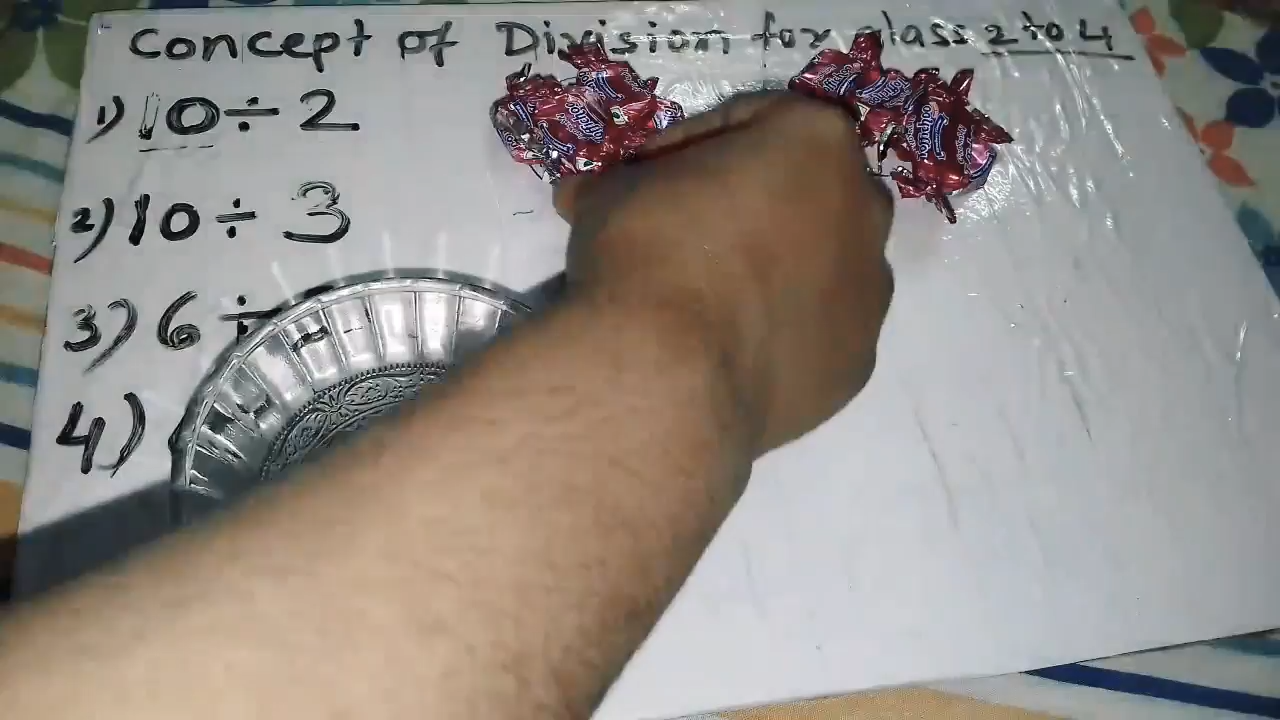 Concept of Division for class 2 to 4
1) 10 ÷ 2
2) 10 ÷ 3
3) 6 ÷
4)